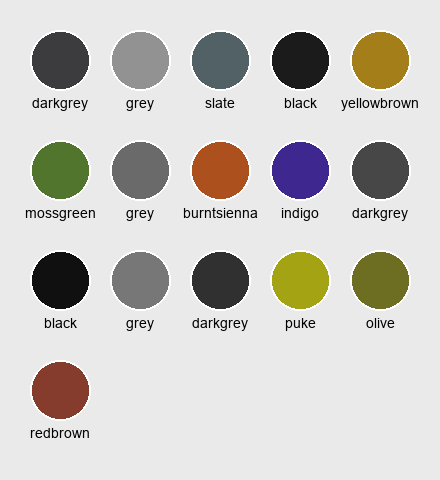 darkgrey grey slate black yellowbrown
mossgreen grey burntsienna indigo darkgrey
black grey darkgrey puke olive
redbrown